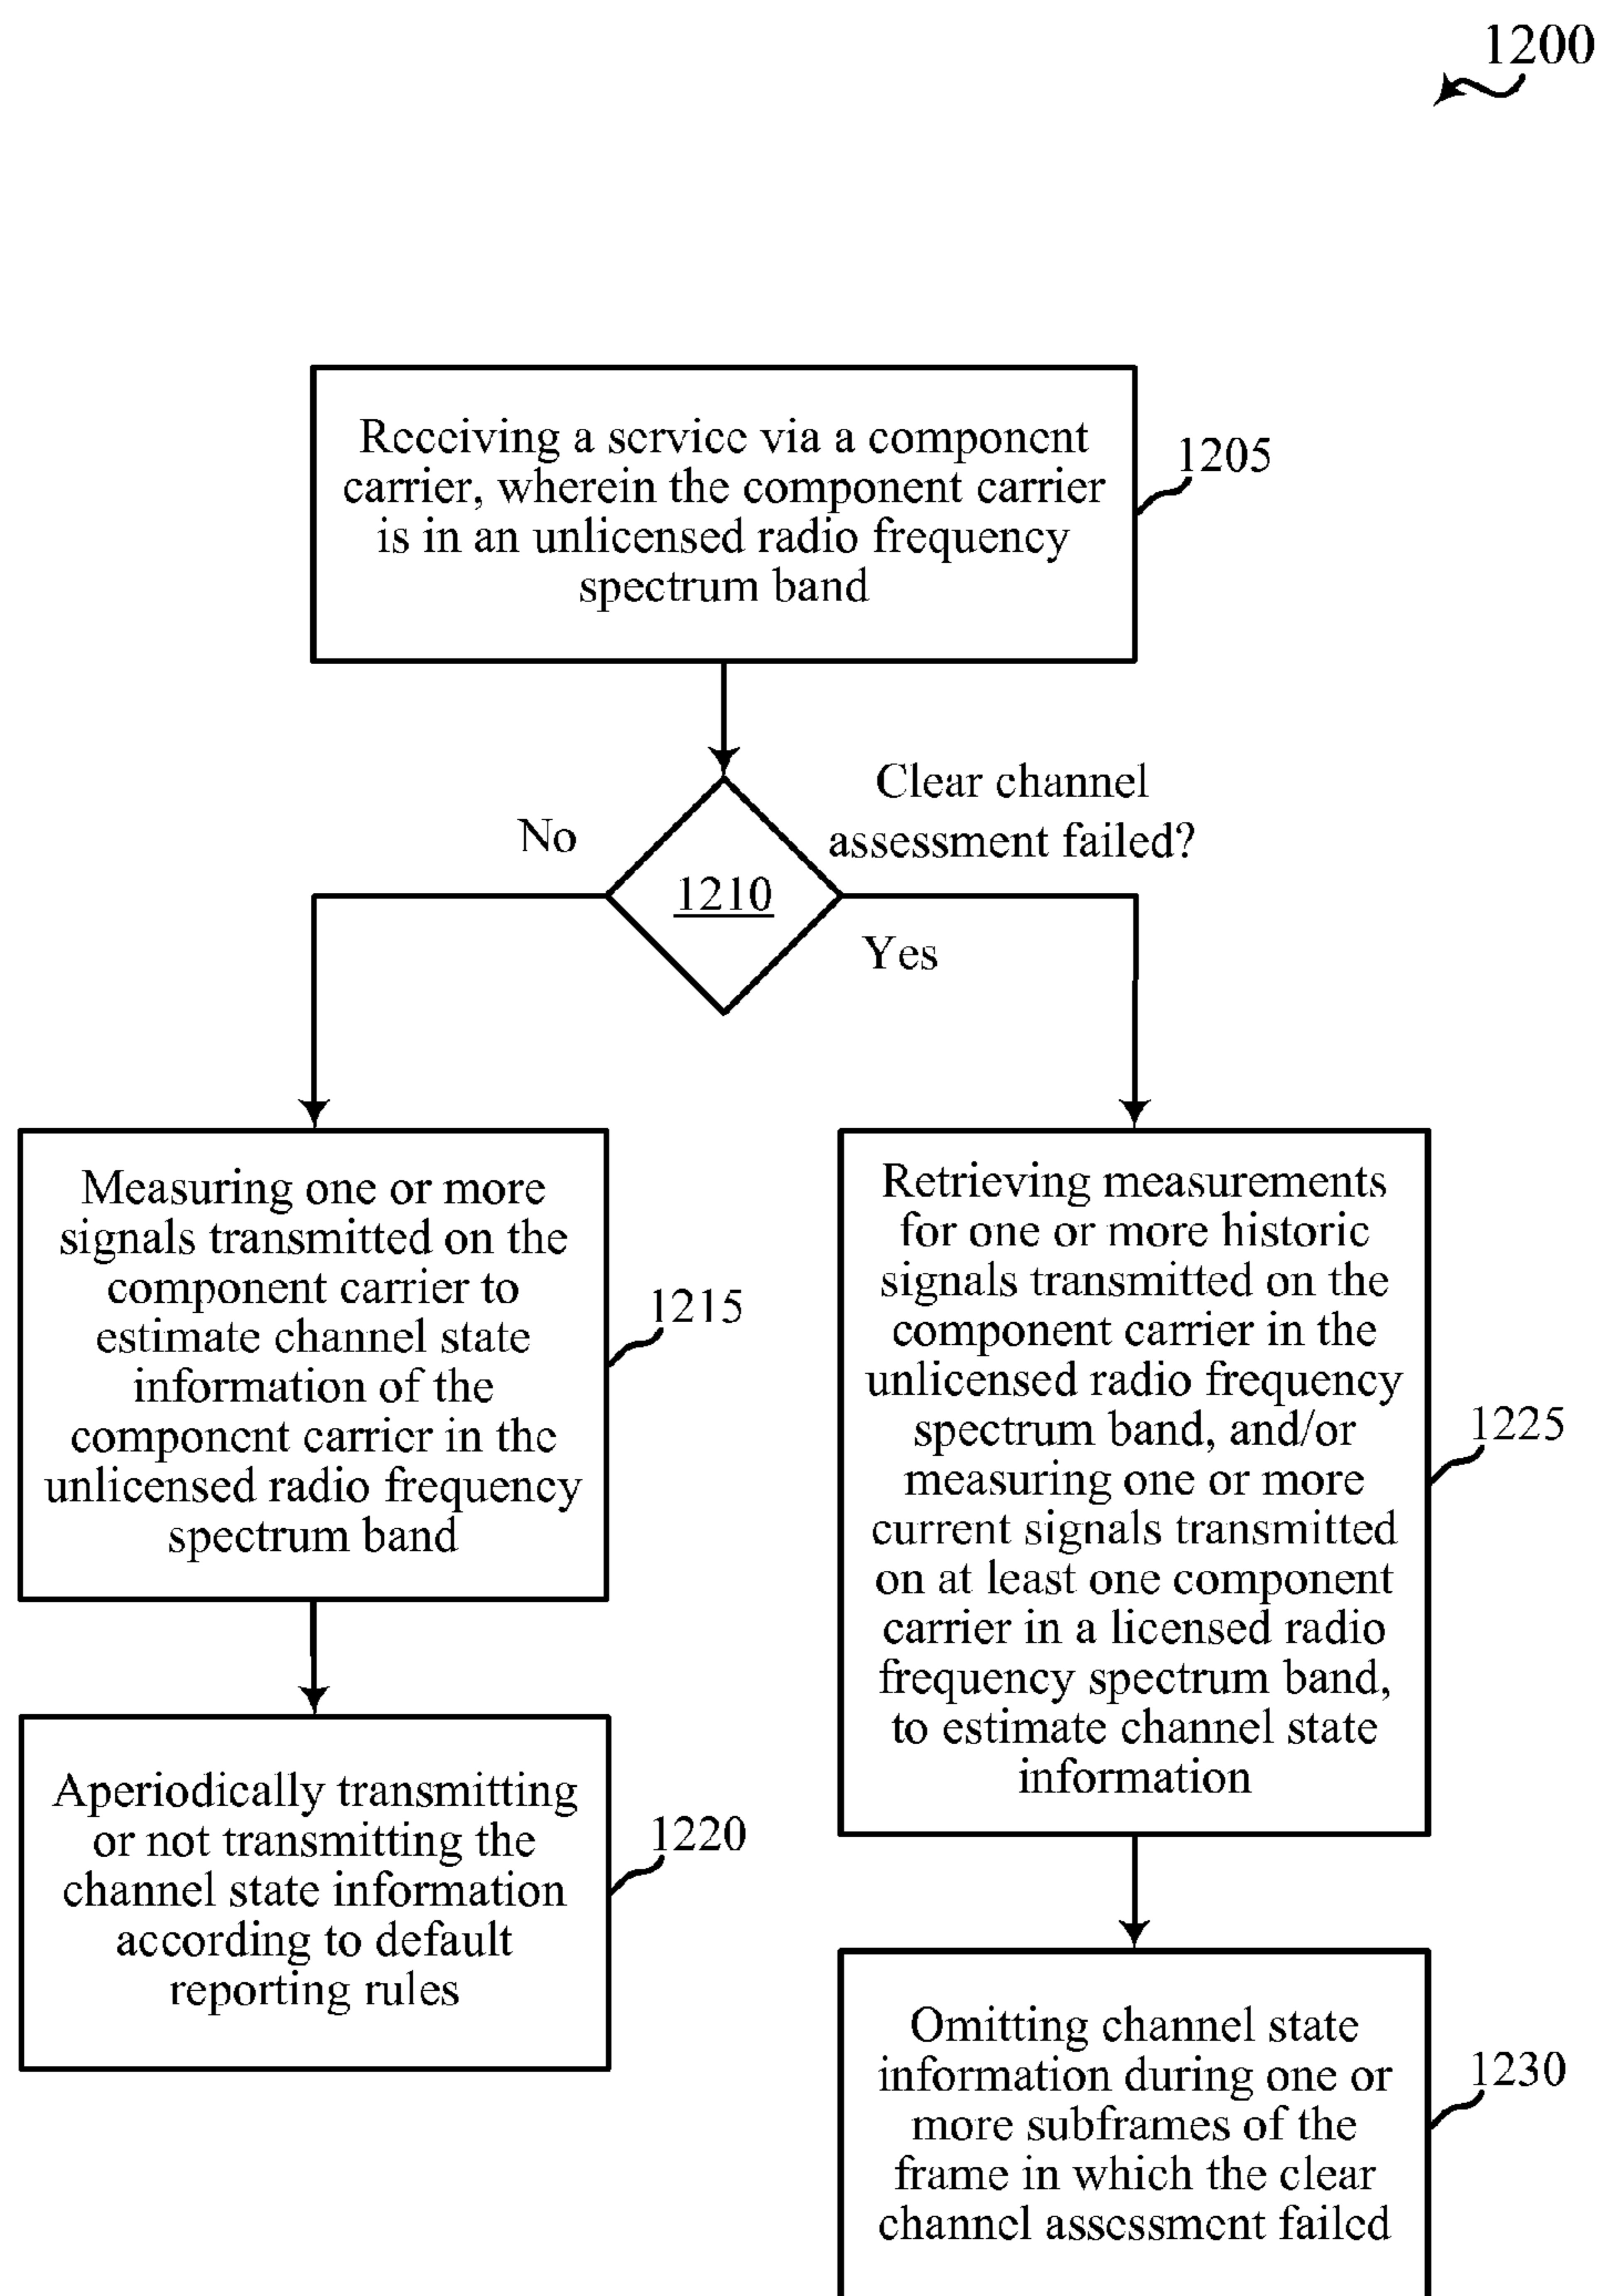 1200
Receiving a service via a component
carrier, wherein the component carrier
is in an unlicensed radio frequency
spectrum band
1205
Clear channel
assessment failed?
No
1210
Yes
Measuring one or more
signals transmitted on the
component carrier to
estimate channel state
information of the
component carrier in the
unlicensed radio frequency
spectrum band
1215
Aperiodically transmitting
or not transmitting the
channel state information
according to default
reporting rules
1220
Retrieving measurements
for one or more historic
signals transmitted on the
component carrier in the
unlicensed radio frequency
spectrum band, and/or
measuring one or more
current signals transmitted
on at least one component
carrier in a licensed radio
frequency spectrum band,
to estimate channel state
information
1225
Omitting channel state
information during one or
more subframes of the
frame in which the clear
channel assessment failed
1230